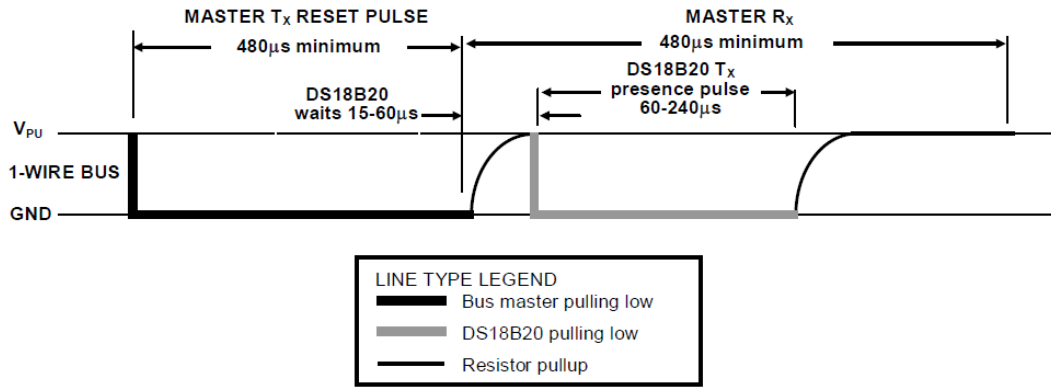 MASTER TX RESET PULSE
480μs minimum
MASTER RX
480μs minimum
DS18B20
waits 15-60μs
DS18B20 TX
presence pulse
60-240μs
VPU
1-WIRE BUS
GND
LINE TYPE LEGEND
Bus master pulling low
DS18B20 pulling low
Resistor pullup